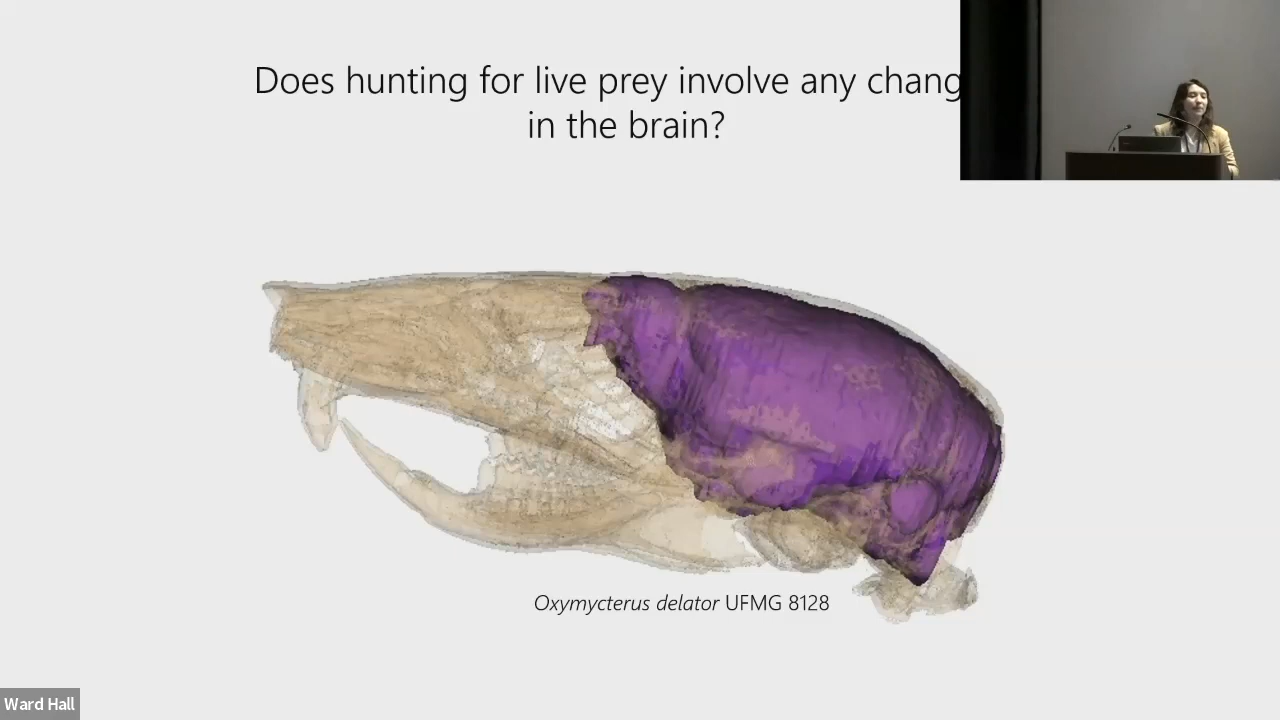 Does hunting for live prey involve any chang
in the brain?
Oxymycterus delator UFMG 8128
Ward Hall